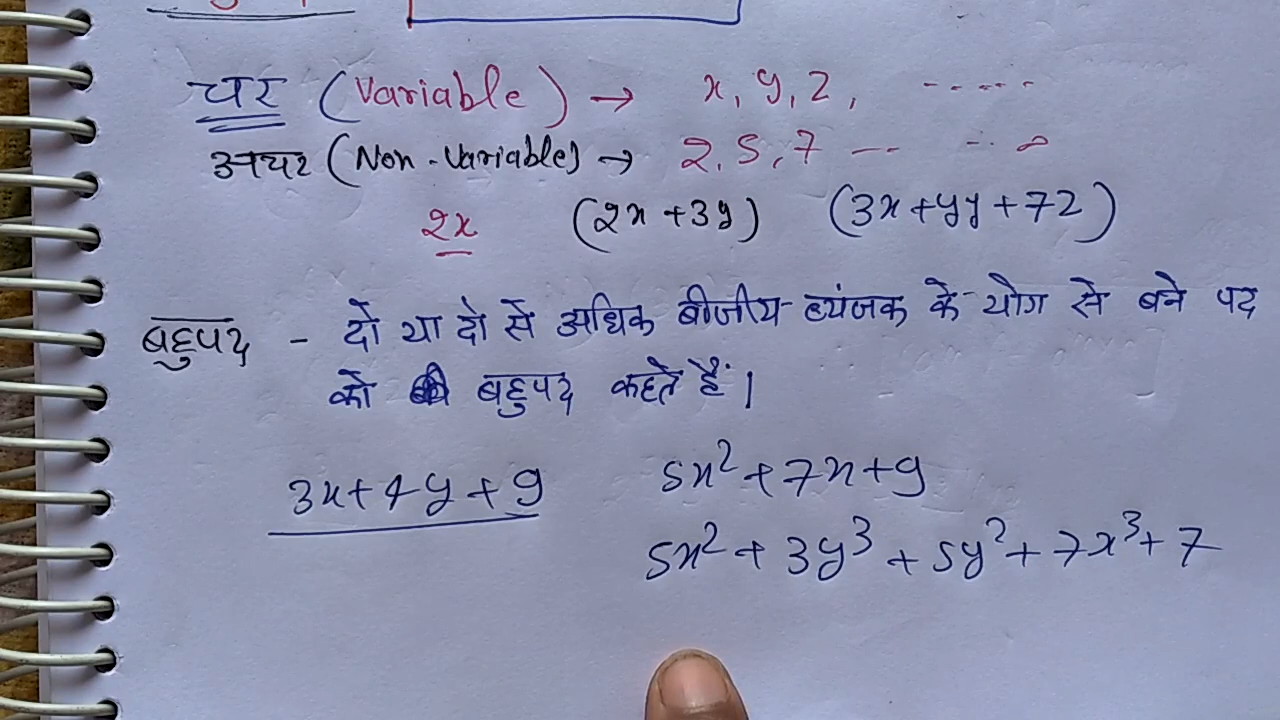 चर (Variable) → x, y, z, -----
अचर (Non-Variable) → 2, 5, 7 -- -- ∞
2x (2x+3y) (3x+4y+7z)
बहुपद - दो या दो से अधिक बीजीय व्यंजक के योग से बने पद
को बहुपद कहते हैं।
3x+4y+9 5x²+7x+9
5x²+3y³+5y²+7x³+7